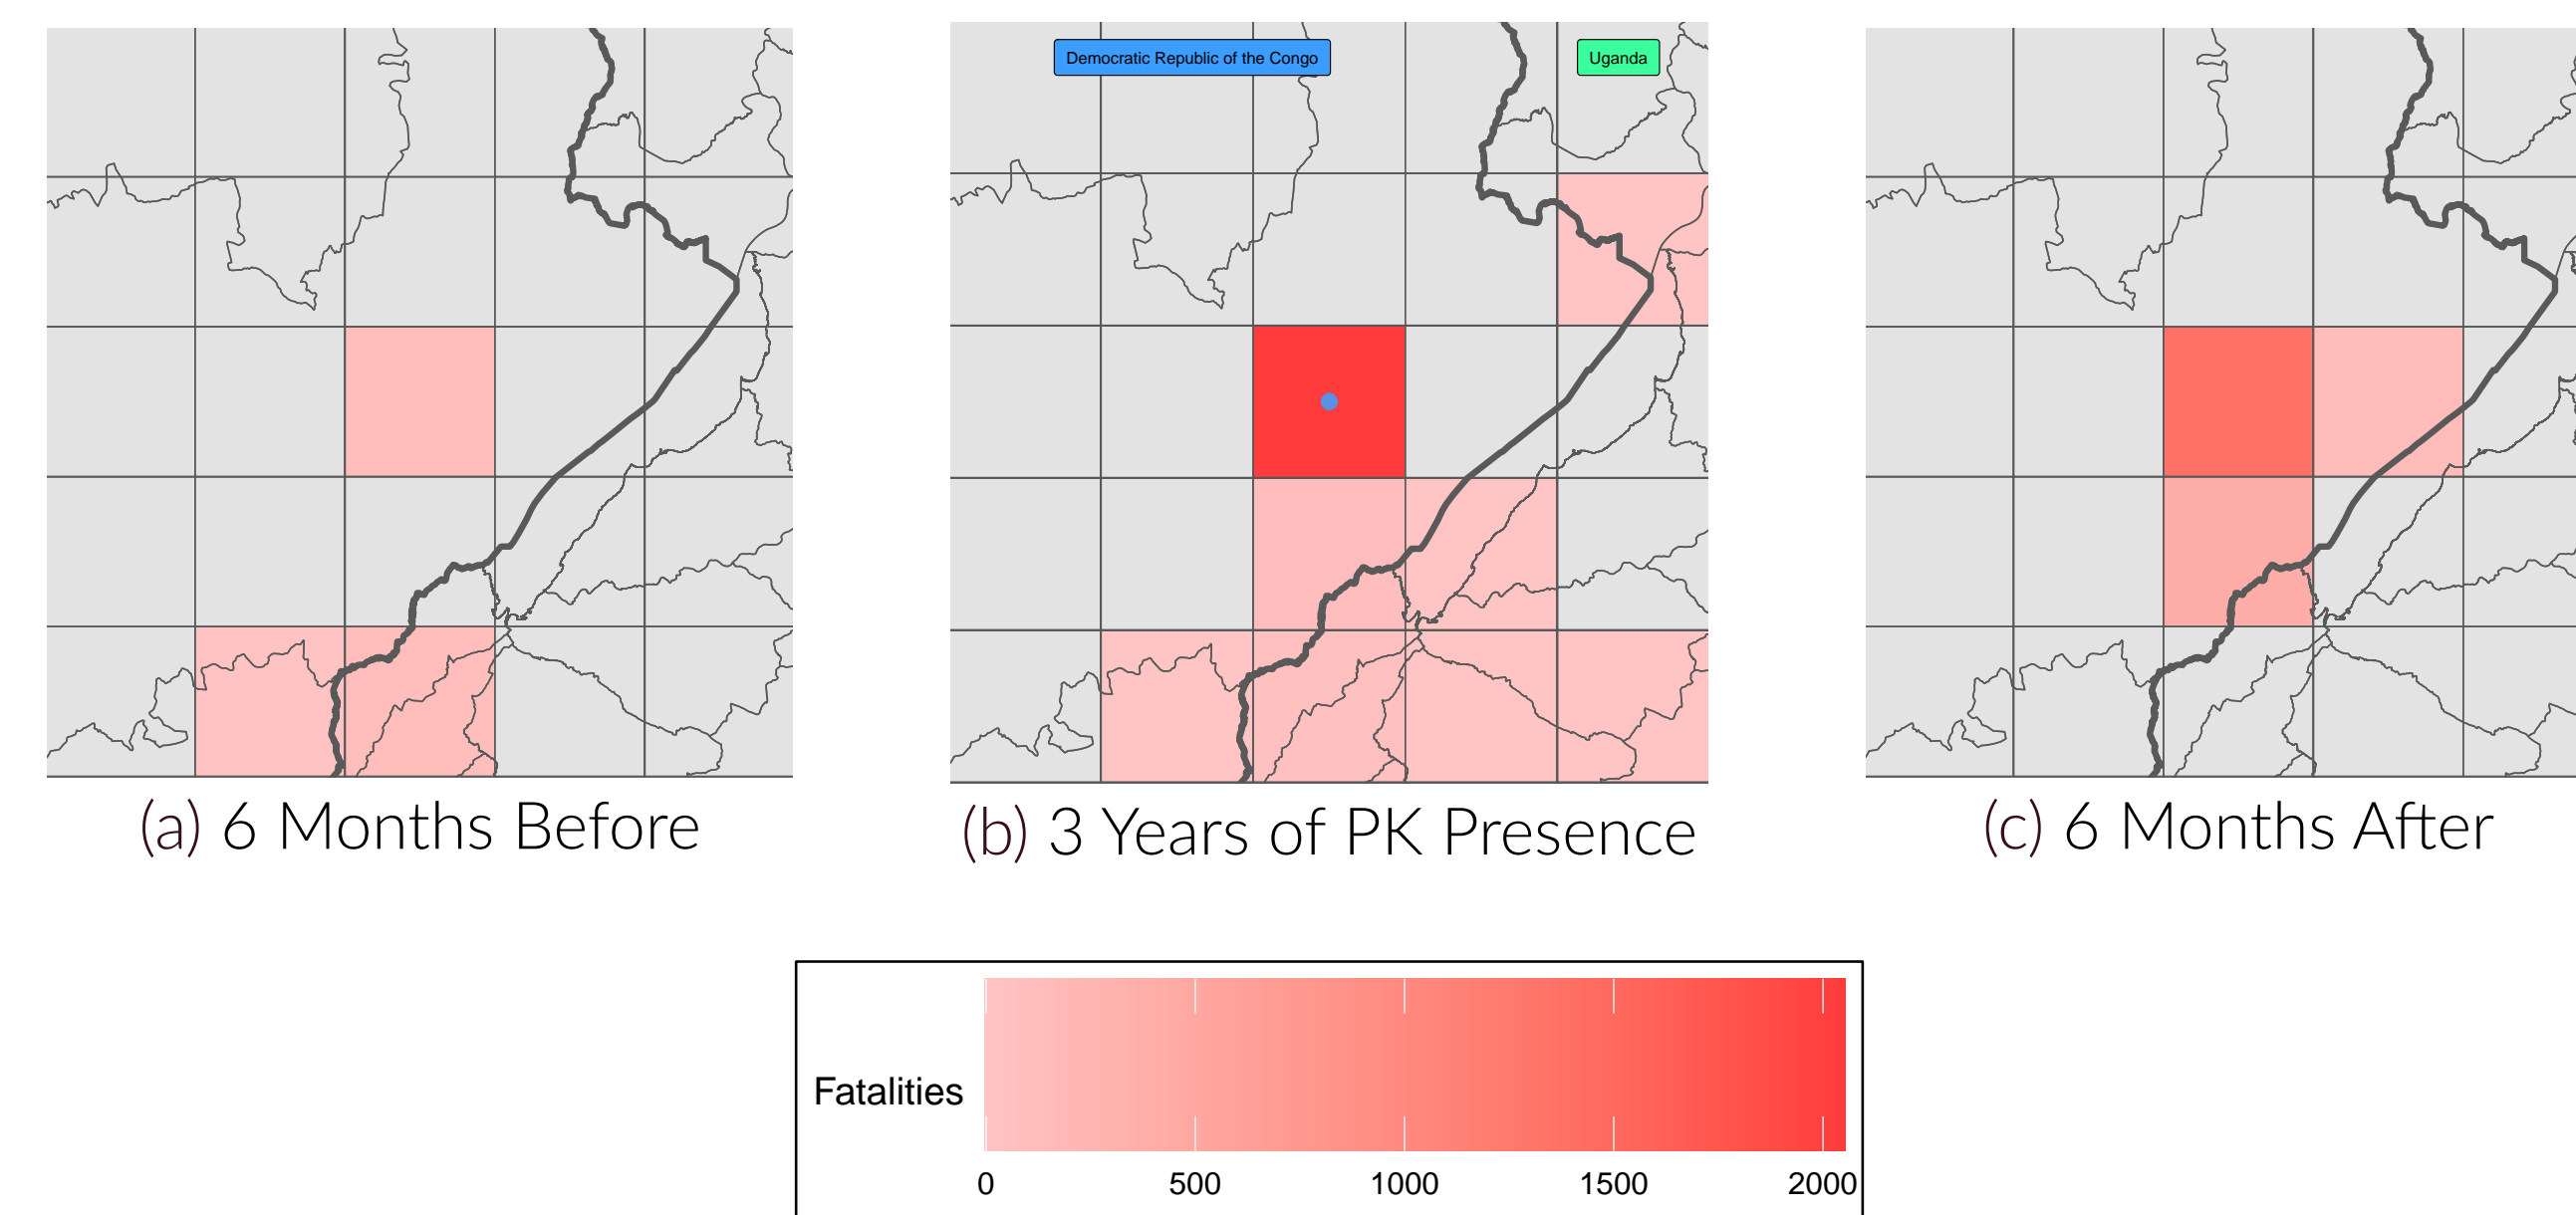 Democratic Republic of the Congo
Uganda
(a) 6 Months Before
(b) 3 Years of PK Presence
(c) 6 Months After
Fatalities
0 500 1000 1500 2000